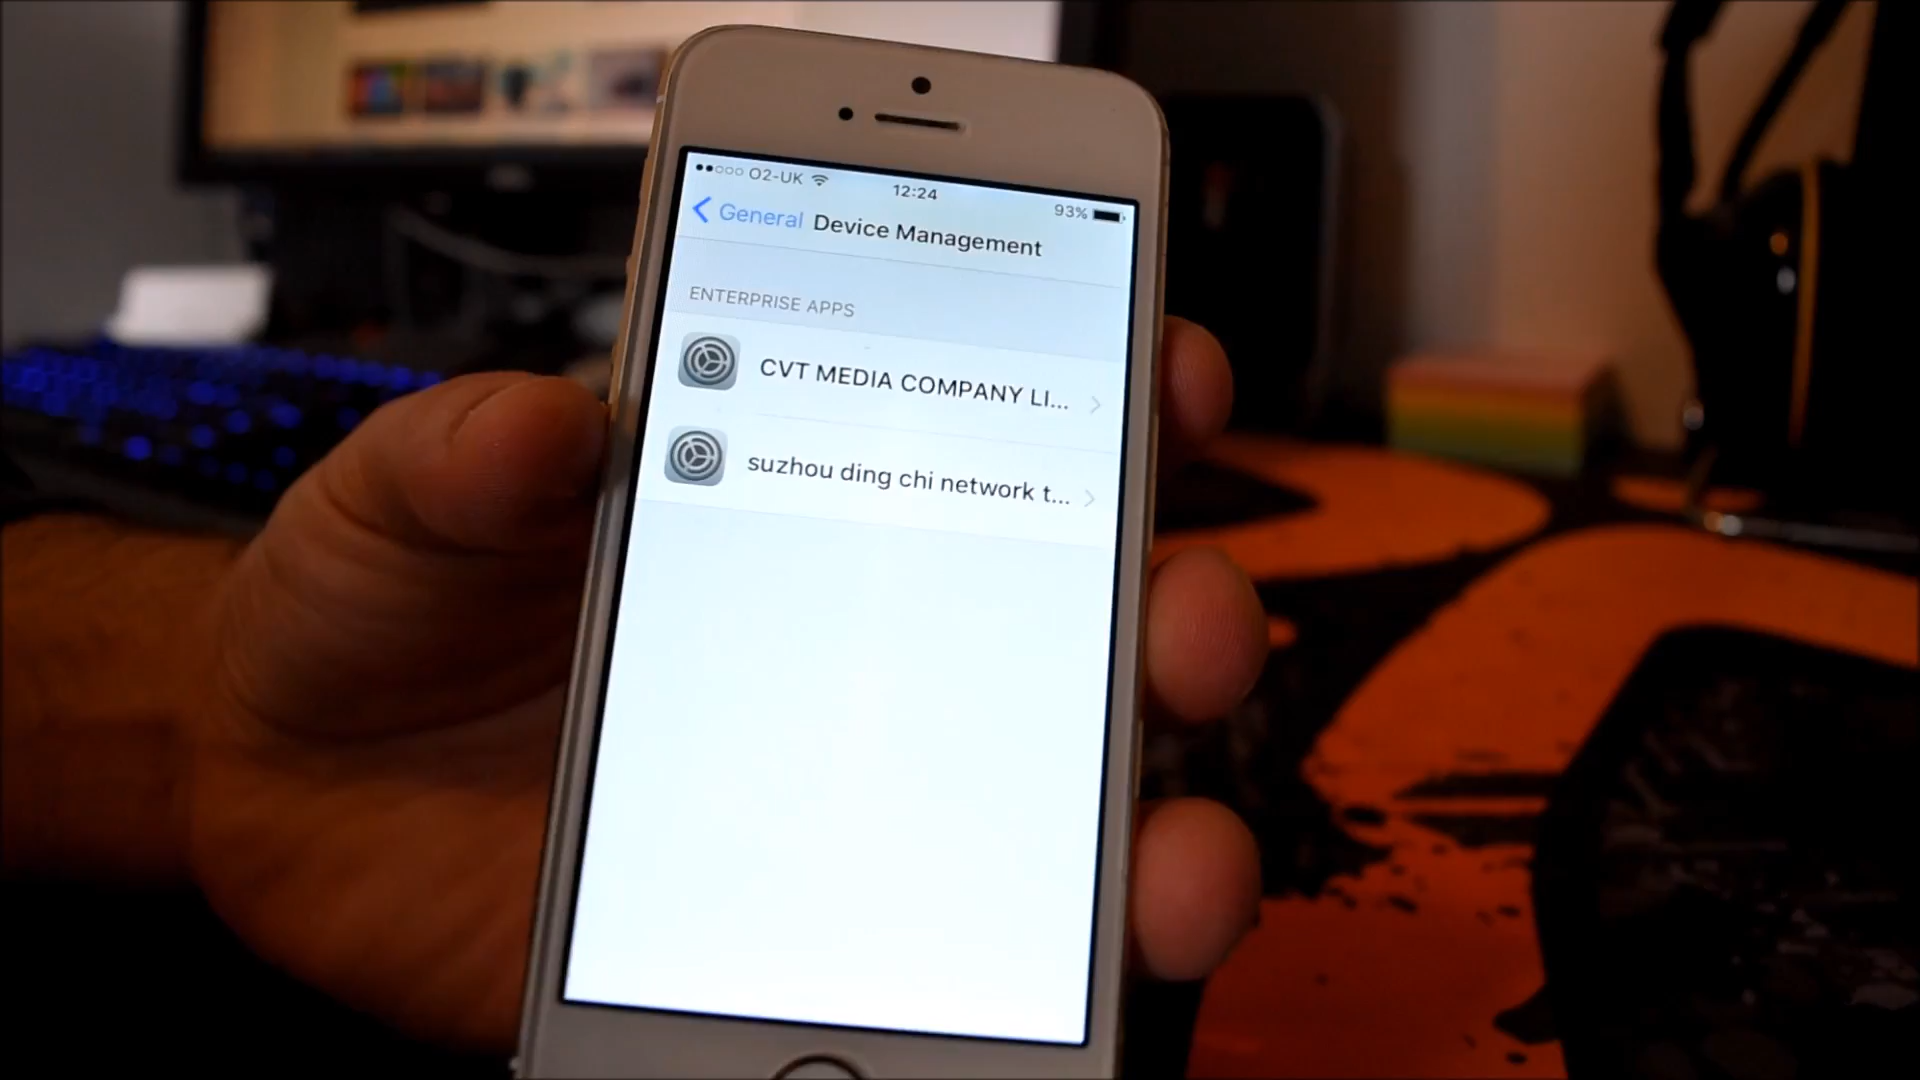 O2-UK 12:24 93%
General Device Management
ENTERPRISE APPS
CVT MEDIA COMPANY LI...
suzhou ding chi network t...